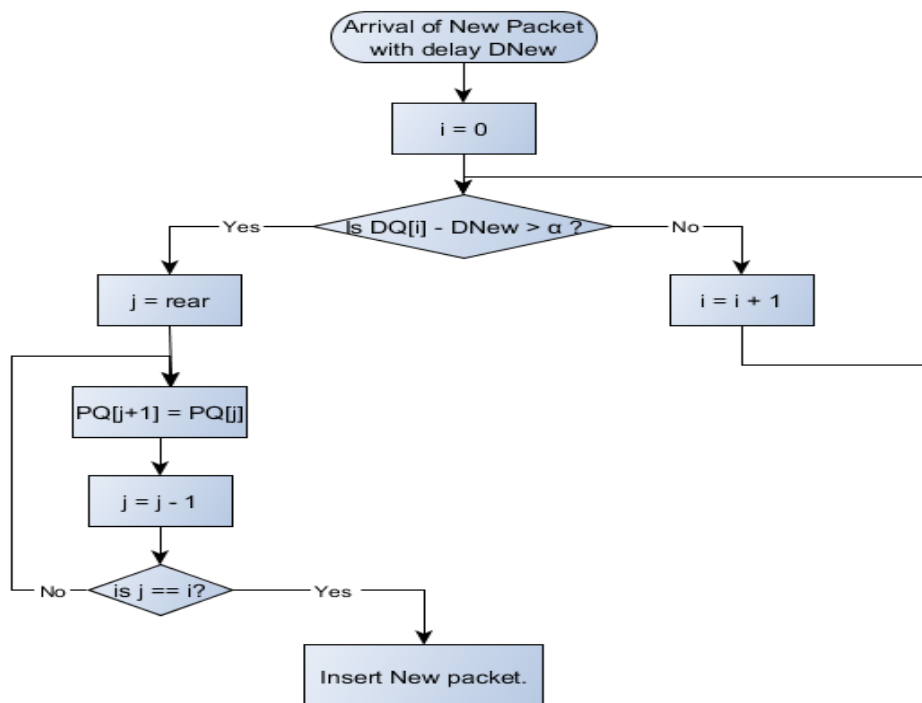 Arrival of New Packet
with delay DNew
i = 0
Is DQ[i] - DNew > α ?
Yes
No
j = rear
i = i + 1
PQ[j+1] = PQ[j]
j = j - 1
is j == i?
No
Yes
Insert New packet.